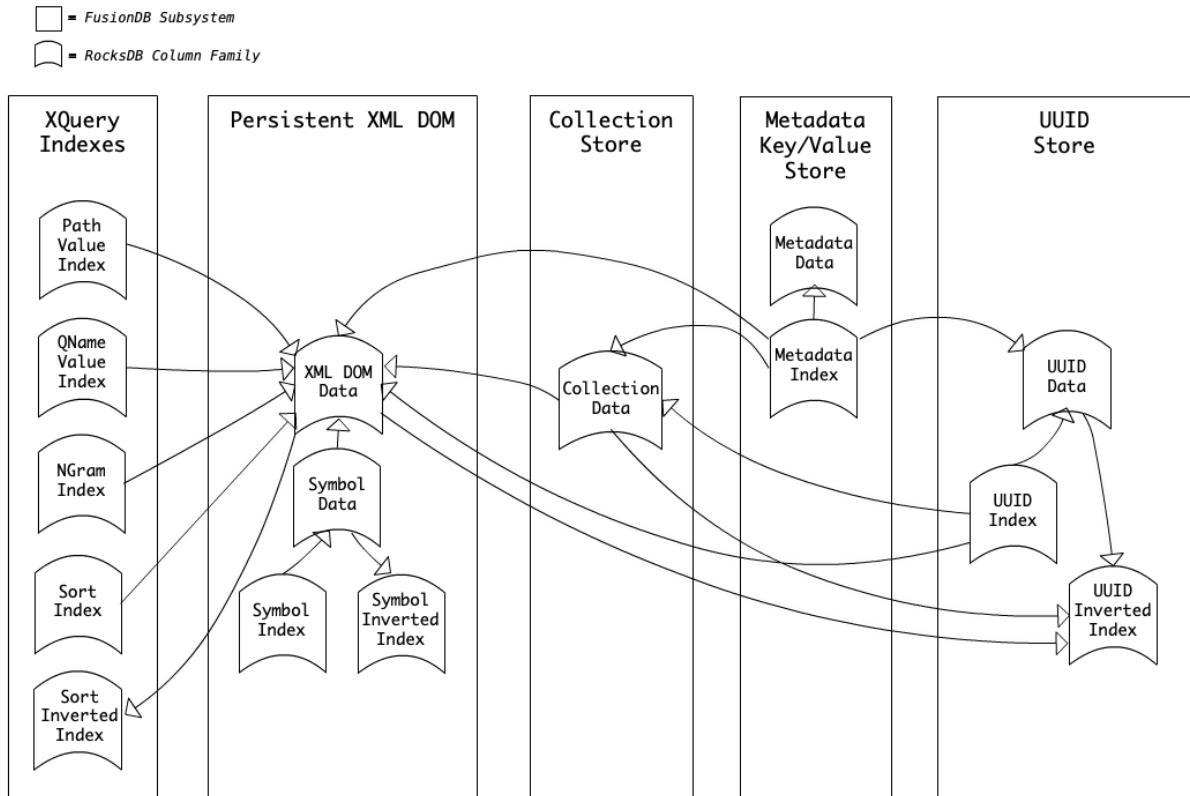 = FusionDB Subsystem
= RocksDB Column Family
XQuery
Indexes
Path
Value
Index
QName
Value
Index
NGram
Index
Sort
Index
Sort
Inverted
Index
Persistent XML DOM
XML DOM
Data
Symbol
Data
Symbol
Index
Symbol
Inverted
Index
Collection
Store
Collection
Data
Metadata
Key/Value
Store
Metadada
Data
Metadata
Index
UUID
Store
UUID
Data
UUID
Index
UUID
Inverted
Index